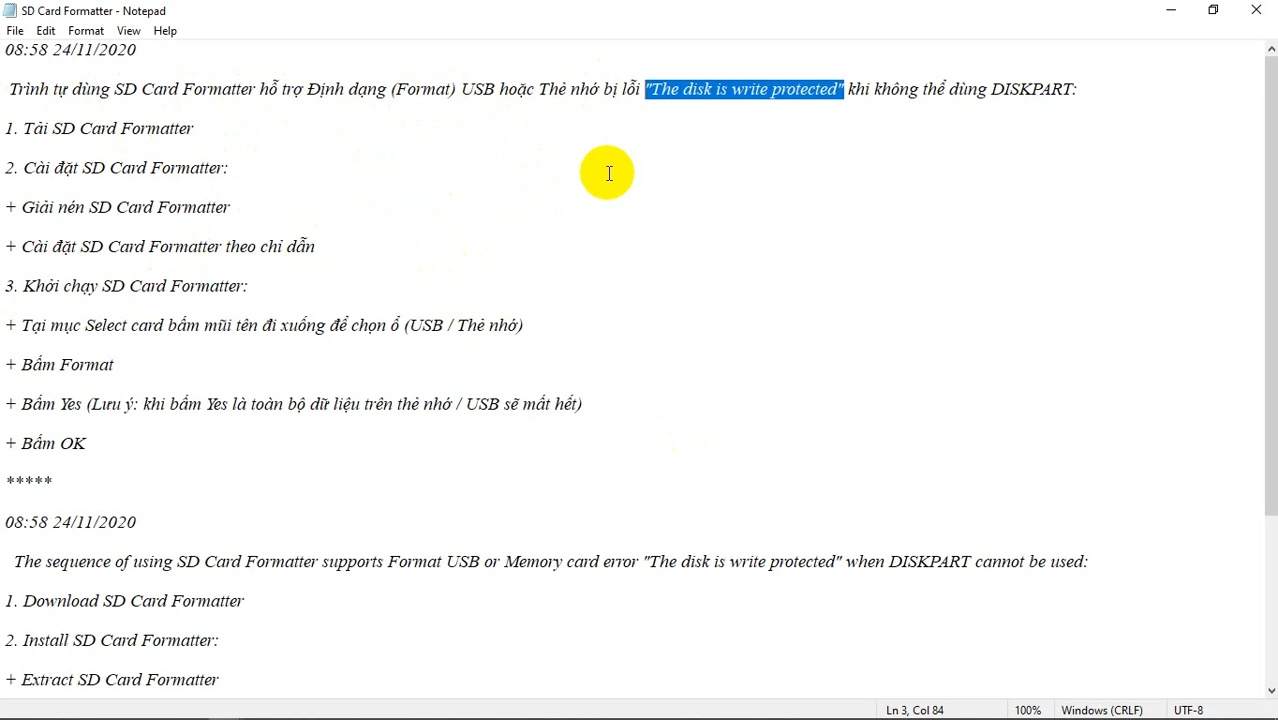 SD Card Formatter - Notepad
File Edit Format View Help
08:58 24/11/2020
Trình tự dùng SD Card Formatter hỗ trợ Định dạng (Format) USB hoặc Thẻ nhớ bị lỗi "The disk is write protected" khi không thể dùng DISKPART:
1. Tải SD Card Formatter
2. Cài đặt SD Card Formatter:
+ Giải nén SD Card Formatter
+ Cài đặt SD Card Formatter theo chỉ dẫn
3. Khởi chạy SD Card Formatter:
+ Tại mục Select card bấm mũi tên đi xuống để chọn ổ (USB / Thẻ nhớ)
+ Bấm Format
+ Bấm Yes (Lưu ý: khi bấm Yes là toàn bộ dữ liệu trên thẻ nhớ / USB sẽ mất hết)
+ Bấm OK
*****
08:58 24/11/2020
The sequence of using SD Card Formatter supports Format USB or Memory card error "The disk is write protected" when DISKPART cannot be used:
1. Download SD Card Formatter
2. Install SD Card Formatter:
+ Extract SD Card Formatter
Ln 3, Col 84 100% Windows (CRLF) UTF-8